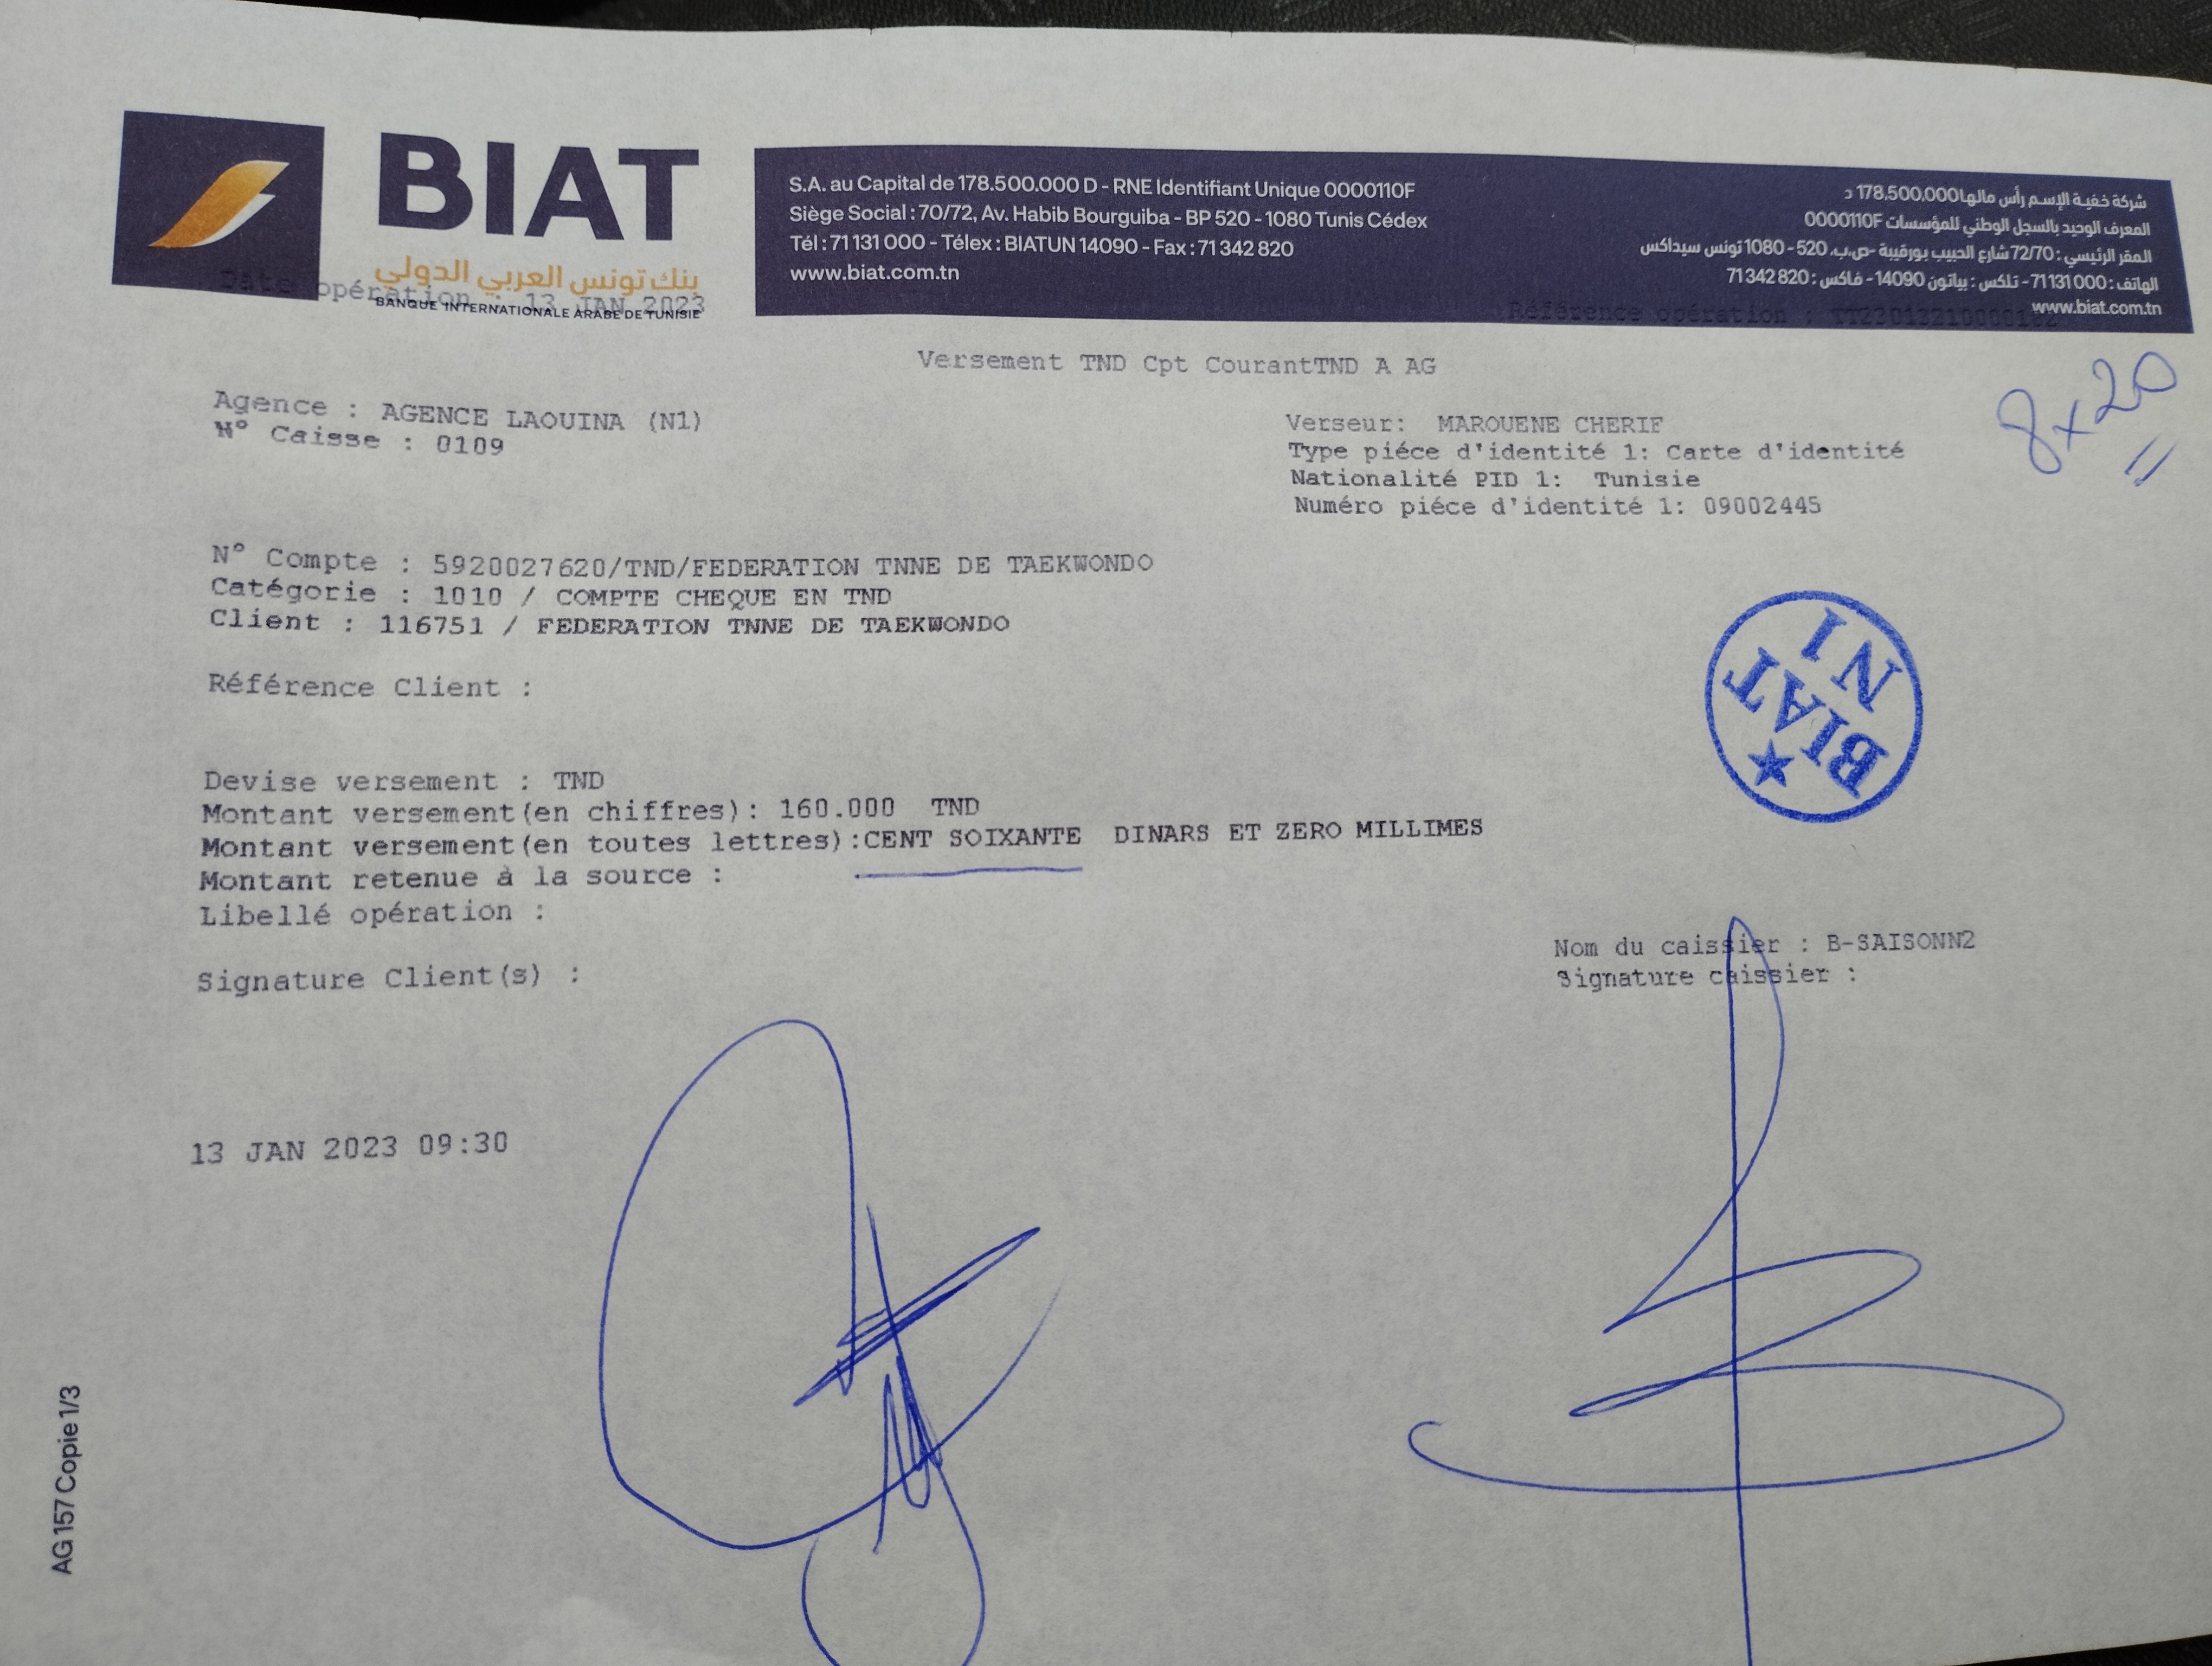 BIAT
بنك تونس العربي الدولي
BANQUE INTERNATIONALE ARABE DE TUNISIE
S.A. au Capital de 178.500.000 D - RNE Identifiant Unique 0000110F
Siège Social : 70/72, Av. Habib Bourguiba - BP 520 - 1080 Tunis Cédex
Tél : 71 131 000 - Télex : BIATUN 14090 - Fax : 71 342 820
www.biat.com.tn
شركة خفية الإسم رأس مالها 178.500.000 د
المعرف الوحيد بالسجل الوطني للمؤسسات 0000110F
المقر الرئيسي : 72/70 شارع الحبيب بورقيبة -ص.ب. 520 - 1080 تونس سيداكس
الهاتف : 71131 000 - تلكس : بياتون 14090 - فاكس : 71 342 820
www.biat.com.tn
Date opération : 13 JAN 2023
Référence opération :
Versement TND Cpt CourantTND A AG
8x20
Agence : AGENCE LAOUINA (N1)
N° Caisse : 0109
Verseur: MAROUENE CHERIF
Type piéce d'identité 1: Carte d'identité
Nationalité PID 1: Tunisie
Numéro piéce d'identité 1: 09002445
N° Compte : 5920027620/TND/FEDERATION TNNE DE TAEKWONDO
Catégorie : 1010 / COMPTE CHEQUE EN TND
Client : 116751 / FEDERATION TNNE DE TAEKWONDO
BIAT
N1
Référence Client :
Devise versement : TND
Montant versement(en chiffres): 160.000 TND
Montant versement(en toutes lettres):CENT SOIXANTE DINARS ET ZERO MILLIMES
Montant retenue à la source :
Libellé opération :
Nom du caissier : B-SAISONN2
Signature caissier :
Signature Client(s) :
13 JAN 2023 09:30
AG 157 Copie 1/3